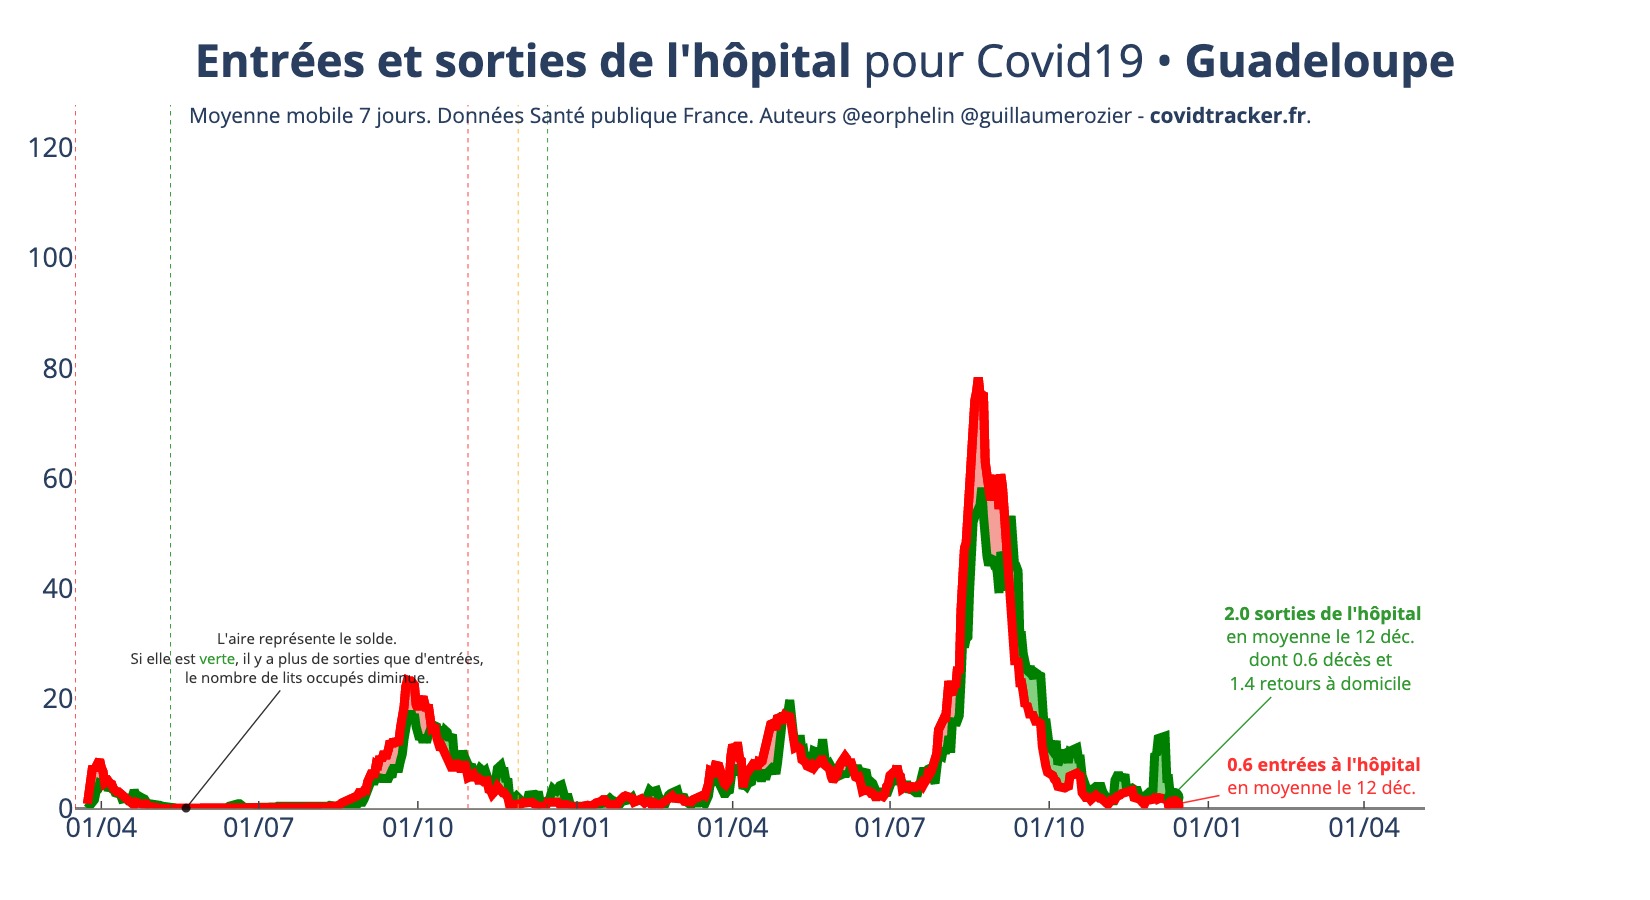 Entrées et sorties de l'hôpital pour Covid19 • Guadeloupe
Moyenne mobile 7 jours. Données Santé publique France. Auteurs @eorphelin @guillaumerozier - covidtracker.fr.
120
100
80
60
40
20
0
L'aire représente le solde.
Si elle est verte, il y a plus de sorties que d'entrées,
le nombre de lits occupés diminue.
2.0 sorties de l'hôpital
en moyenne le 12 déc.
dont 0.6 décès et
1.4 retours à domicile
0.6 entrées à l'hôpital
en moyenne le 12 déc.
01/04
01/07
01/10
01/01
01/04
01/07
01/10
01/01
01/04